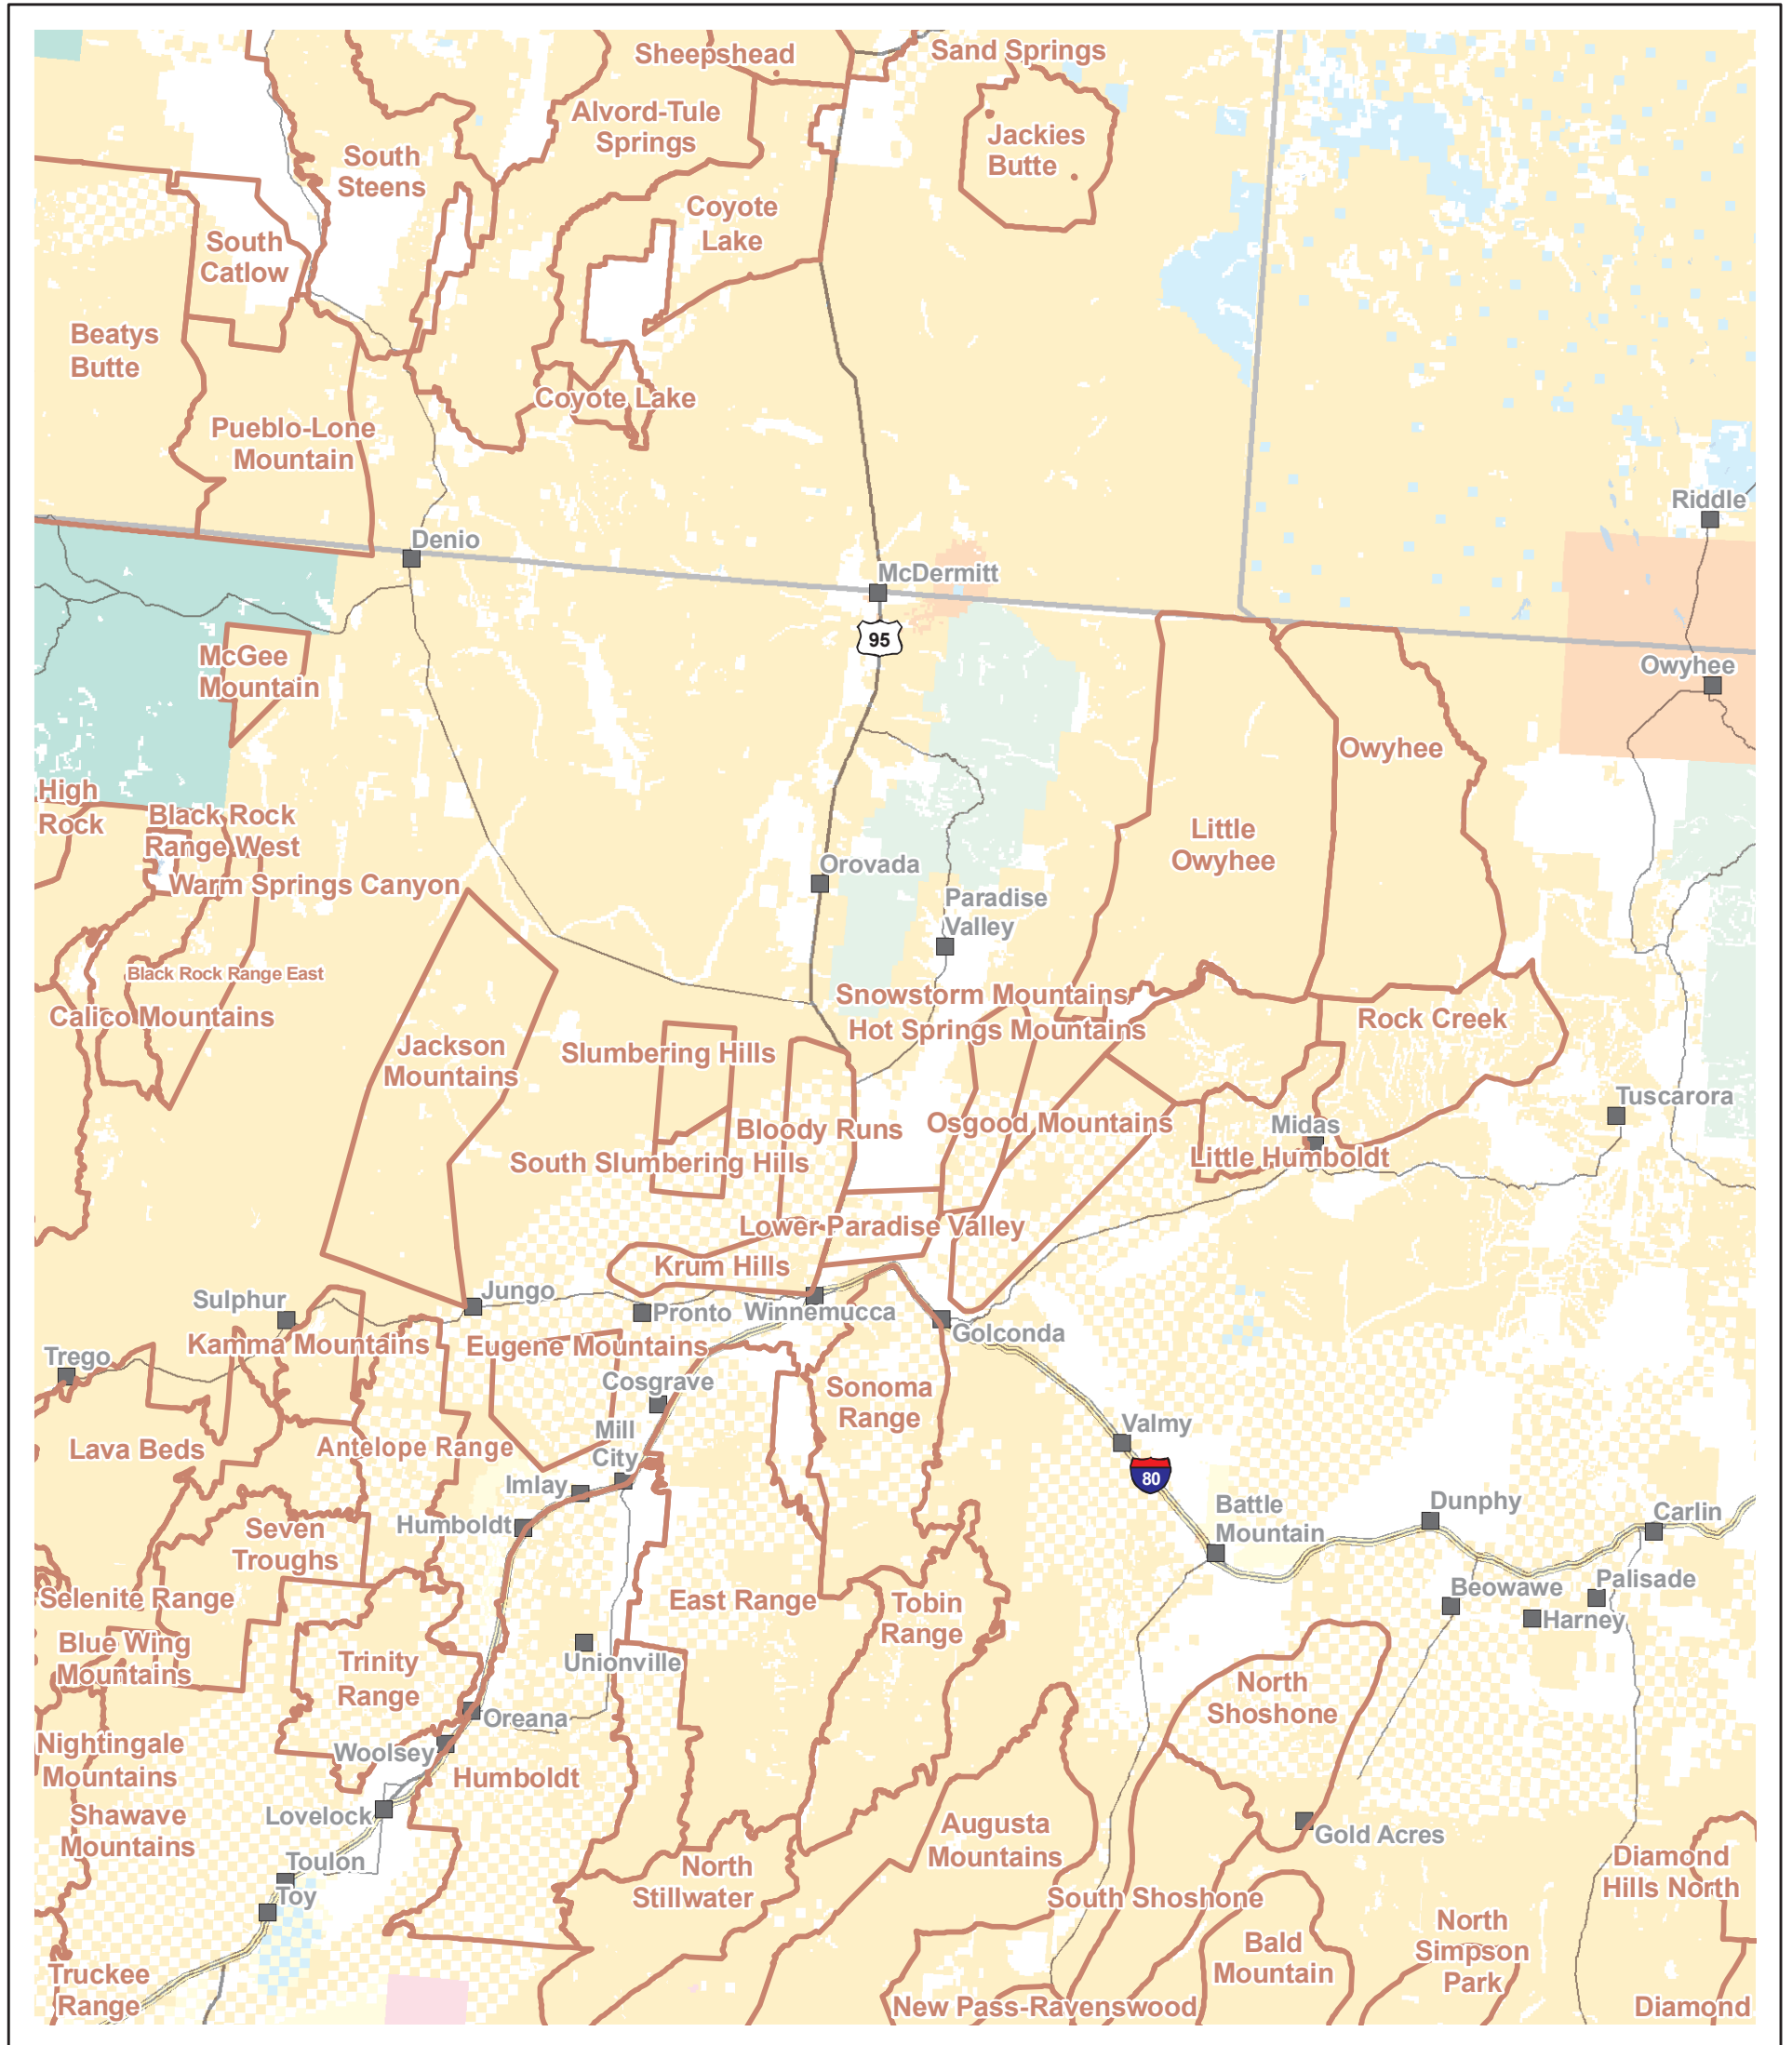 Sheepshead
Sand Springs
Alvord-Tule
Springs
Jackies
Butte
South
Steens
Coyote
Lake
South
Catlow
Beatys
Butte
Coyote Lake
Pueblo-Lone
Mountain
Riddle
Denio
McDermitt
95
McGee
Mountain
Owyhee
Owyhee
High
Rock
Black Rock
Range West
Little
Owyhee
Warm Springs Canyon
Orovada
Paradise
Valley
Black Rock Range East
Snowstorm Mountains
Calico Mountains
Hot Springs Mountains
Rock Creek
Jackson
Mountains
Slumbering Hills
Tuscarora
Bloody Runs
Osgood Mountains
Midas
South Slumbering Hills
Little Humboldt
Lower Paradise Valley
Krum Hills
Sulphur
Jungo
Pronto
Winnemucca
Golconda
Kamma Mountains
Eugene Mountains
Trego
Cosgrave
Sonoma
Range
Mill
City
Valmy
Lava Beds
Antelope Range
80
Imlay
Battle
Mountain
Dunphy
Carlin
Humboldt
Seven
Troughs
Selenite Range
East Range
Tobin
Range
Beowawe
Palisade
Harney
Blue Wing
Mountains
Trinity
Range
Unionville
North
Shoshone
Oreana
Nightingale
Mountains
Woolsey
Humboldt
Shawave
Mountains
Lovelock
Augusta
Mountains
Gold Acres
Toulon
Toy
North
Stillwater
Diamond
Hills North
South Shoshone
North
Simpson
Park
Bald
Mountain
Truckee
Range
New Pass-Ravenswood
Diamond